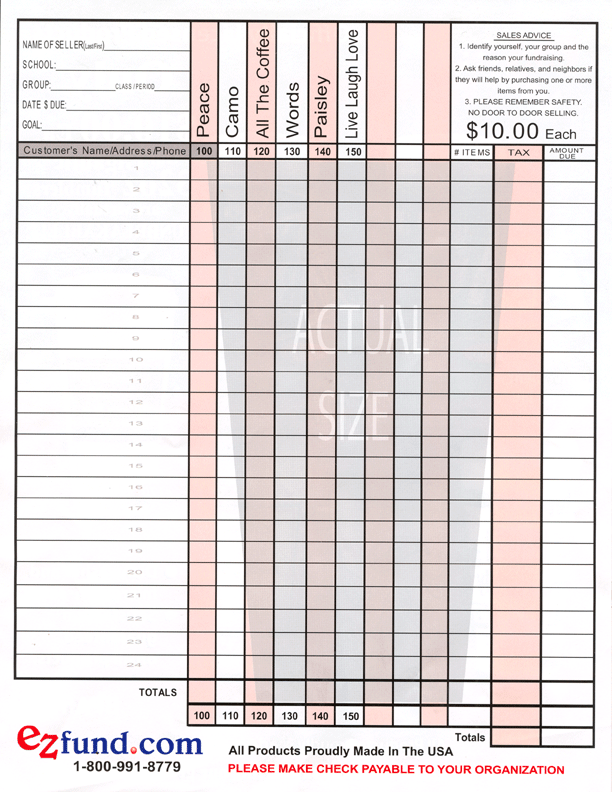 NAME OF SELLER(Last/First)
SCHOOL:
GROUP: CLASS / PERIOD
DATE $ DUE:
GOAL:
Peace
Camo
All The Coffee
Words
Paisley
Live Laugh Love
SALES ADVICE
1. Identify yourself, your group and the
reason your fundraising.
2. Ask friends, relatives, and neighbors if
they will help by purchasing one or more
items from you.
3. PLEASE REMEMBER SAFETY.
NO DOOR TO DOOR SELLING.
$10.00 Each
Customer's Name/Address/Phone 100 110 120 130 140 150 # ITEMS TAX AMOUNT DUE
1
2
3
4
5
6
7
8
9
10
11
12
13
14
15
16
17
18
19
20
21
22
23
24
ACTUAL
SIZE
TOTALS
100 110 120 130 140 150
Totals
ezfund.com
1-800-991-8779
All Products Proudly Made In The USA
PLEASE MAKE CHECK PAYABLE TO YOUR ORGANIZATION